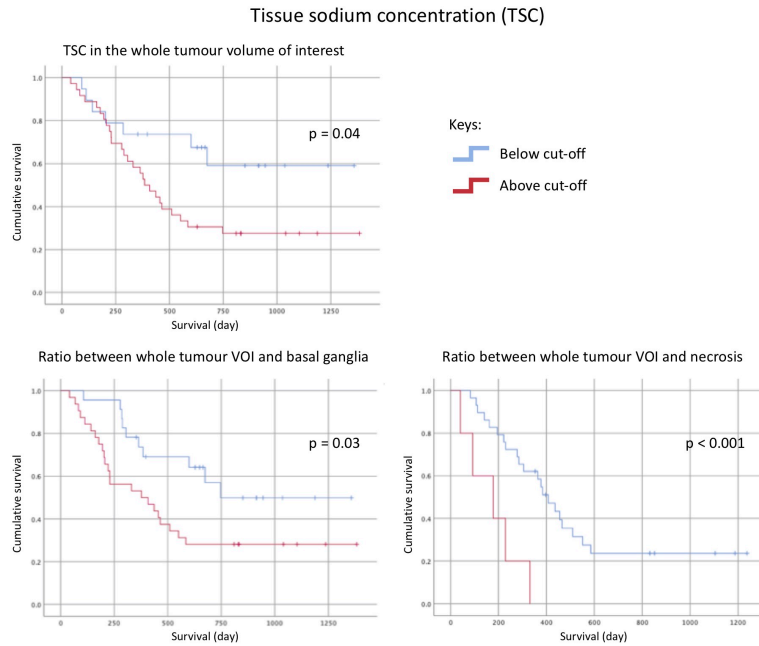 Tissue sodium concentration (TSC)
TSC in the whole tumour volume of interest
1.0
0.8
0.6
0.4
0.2
0.0
Cumulative survival
p = 0.04
0 250 500 750 1000 1250
Survival (day)
Keys:
Below cut-off
Above cut-off
Ratio between whole tumour VOI and basal ganglia
1.0
0.8
0.6
0.4
0.2
0.0
Cumulative survival
p = 0.03
0 250 500 750 1000 1250
Survival (day)
Ratio between whole tumour VOI and necrosis
1.0
0.8
0.6
0.4
0.2
0.0
Cumulative survival
p < 0.001
0 200 400 600 800 1000 1200
Survival (day)